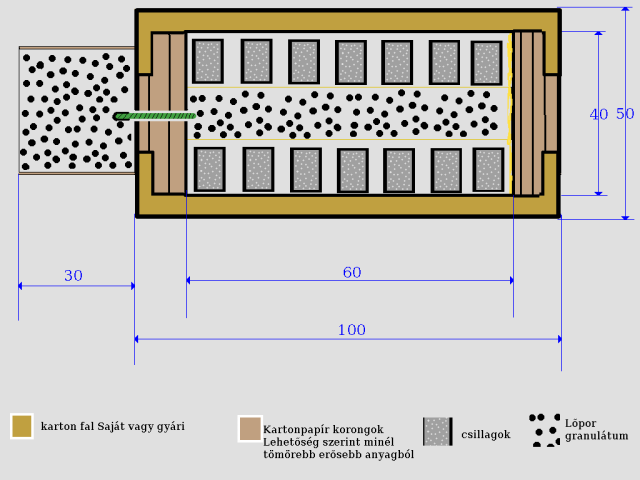 40
50
30
60
100
karton fal Saját vagy gyári
Kartonpapír korongok
Lehetőség szerint minél
tömörebb erősebb anyagból
csillagok
Lőpor
granulátum